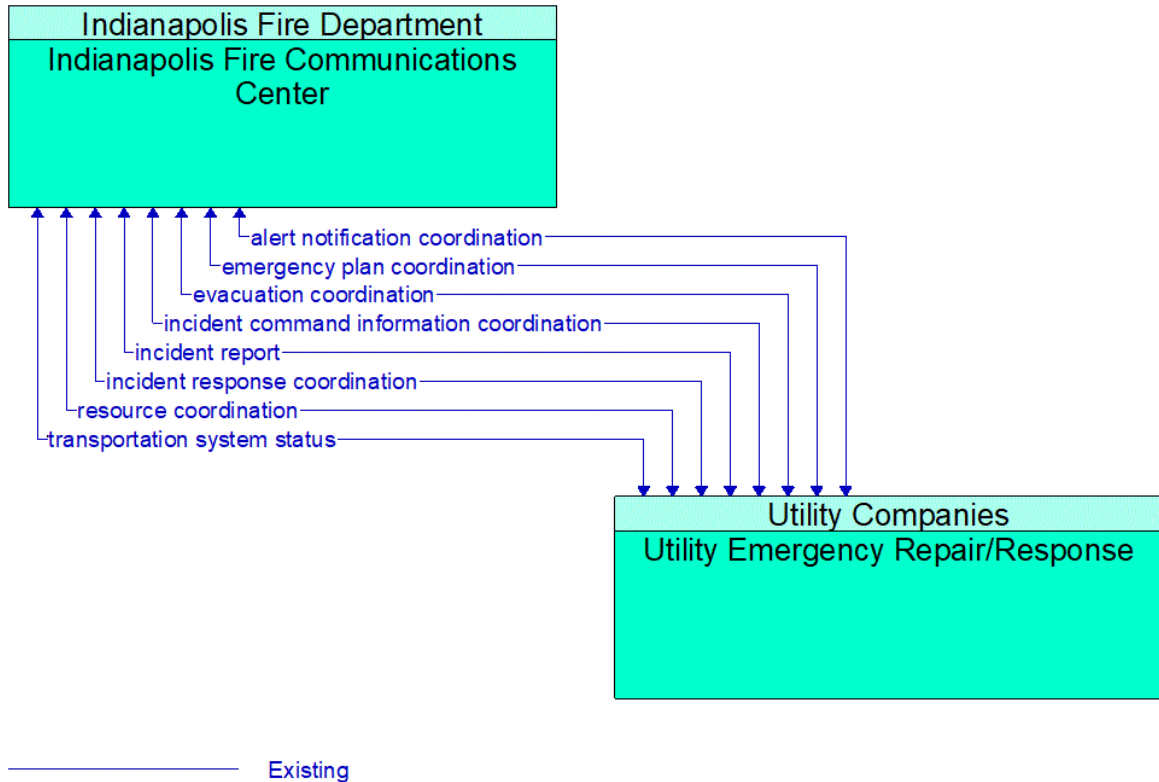 Indianapolis Fire Department
Indianapolis Fire Communications
Center
alert notification coordination
emergency plan coordination
evacuation coordination
incident command information coordination
incident report
incident response coordination
resource coordination
transportation system status
Utility Companies
Utility Emergency Repair/Response
Existing